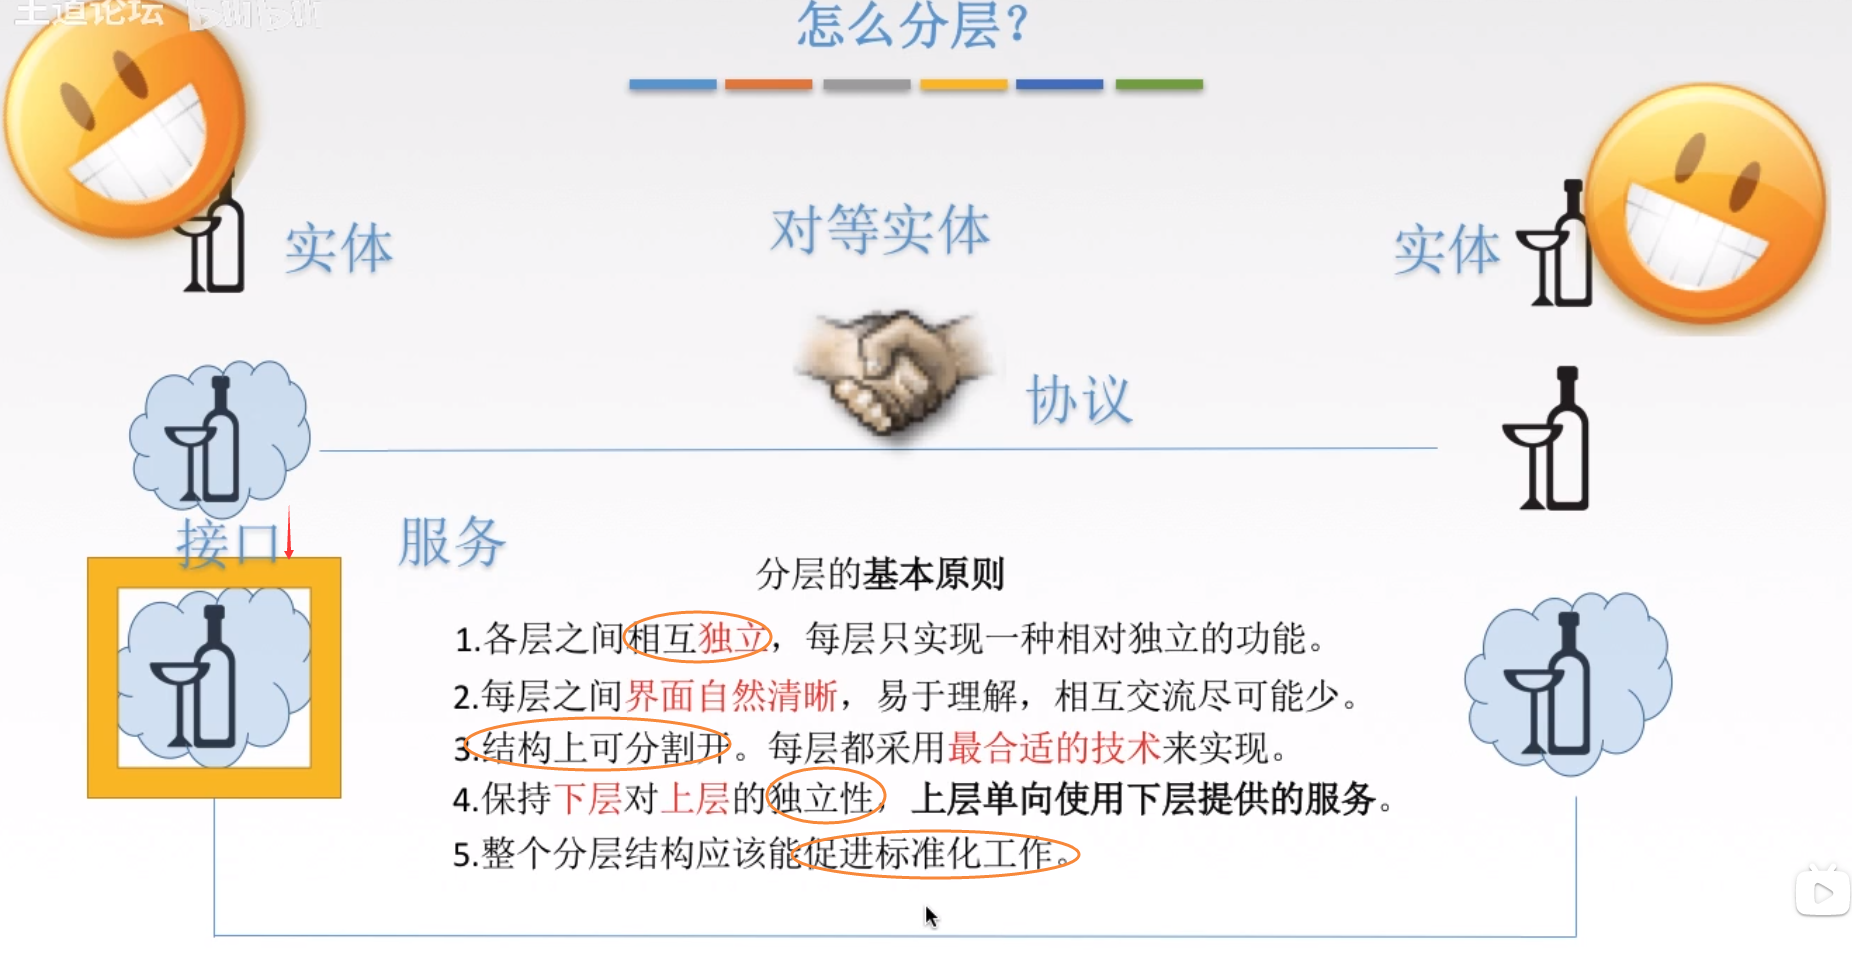 王道论坛 bilibili
怎么分层？
实体
对等实体
实体
协议
接口
服务
分层的基本原则
1.各层之间相互独立，每层只实现一种相对独立的功能。
2.每层之间界面自然清晰，易于理解，相互交流尽可能少。
3.结构上可分割开。每层都采用最合适的技术来实现。
4.保持下层对上层的独立性，上层单向使用下层提供的服务。
5.整个分层结构应该能促进标准化工作。